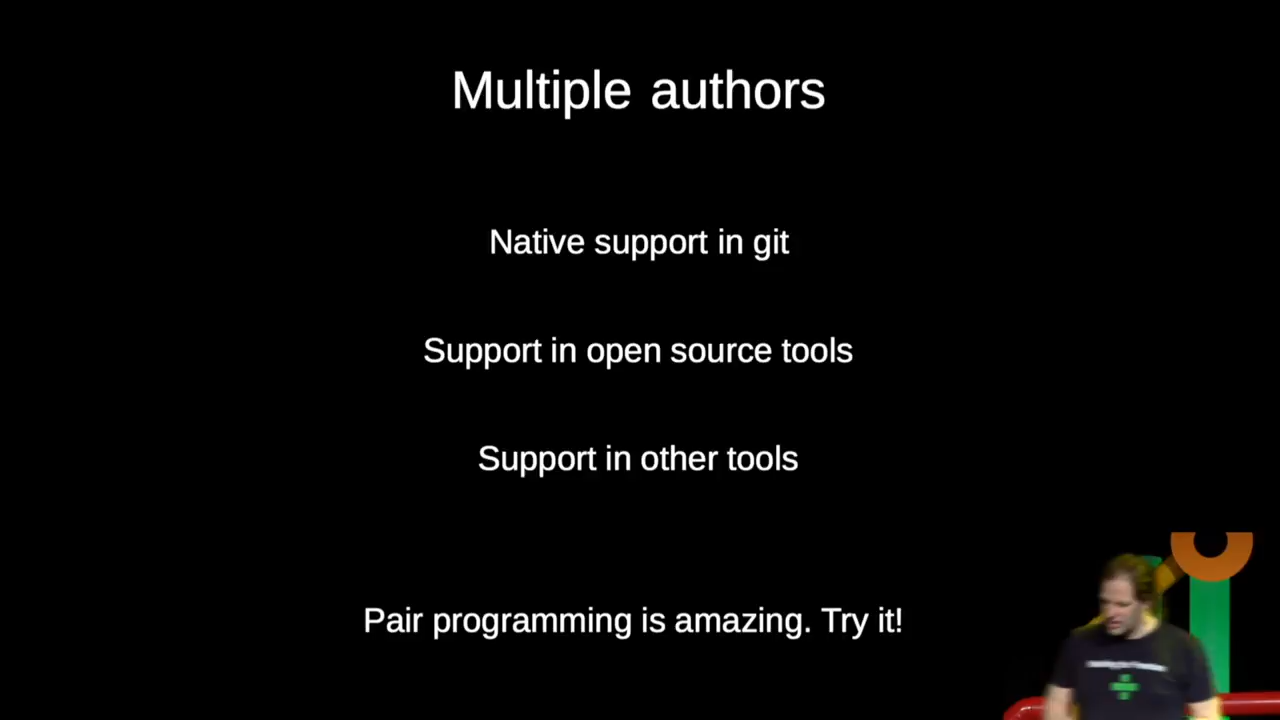 Multiple authors
Native support in git
Support in open source tools
Support in other tools
Pair programming is amazing. Try it!